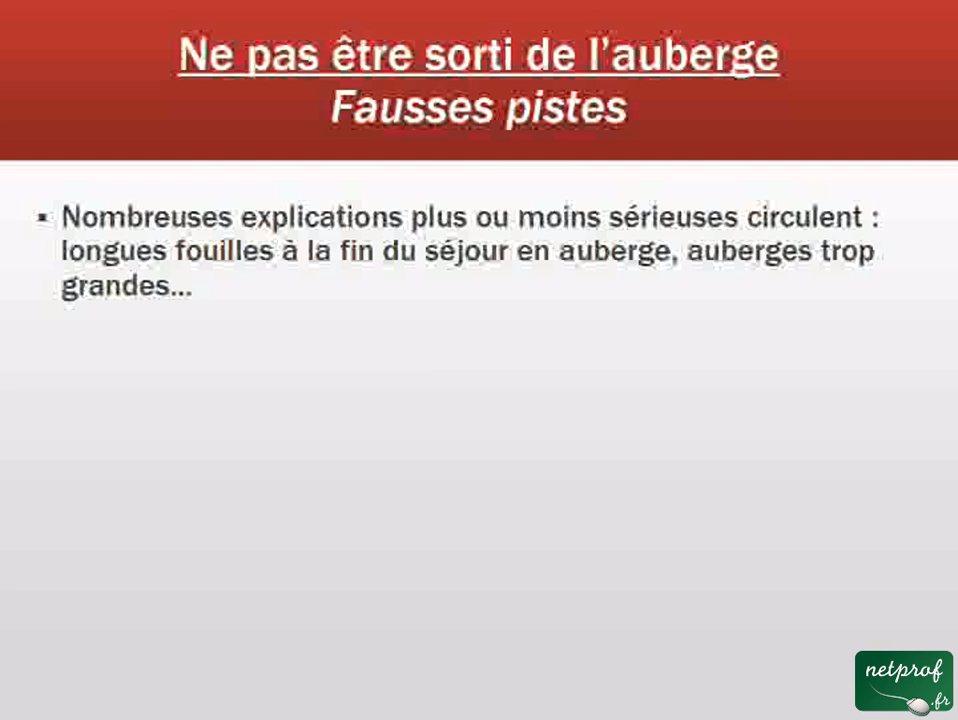 Ne pas être sorti de l’auberge
Fausses pistes
▪ Nombreuses explications plus ou moins sérieuses circulent :
longues fouilles à la fin du séjour en auberge, auberges trop
grandes...
netprof
.fr